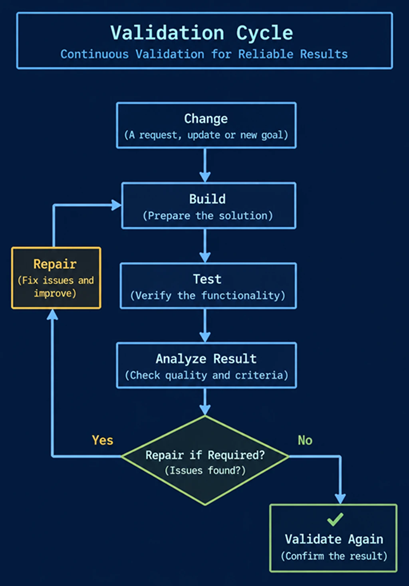 Validation Cycle
Continuous Validation for Reliable Results
Change
(A request, update or new goal)
Build
(Prepare the solution)
Repair
(Fix issues and
improve)
Test
(Verify the functionality)
Analyze Result
(Check quality and criteria)
Yes
No
Repair if Required?
(Issues found?)
Validate Again
(Confirm the result)